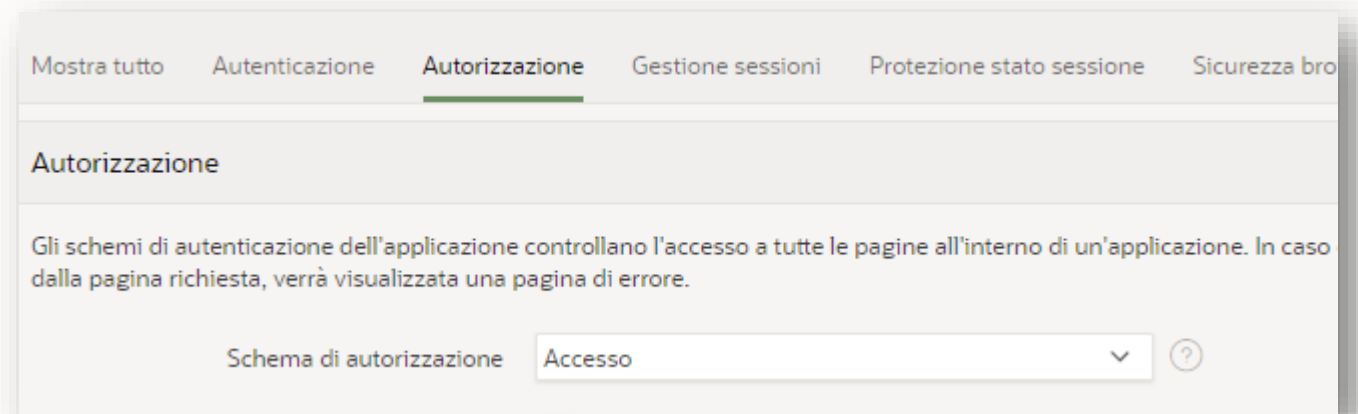 Mostra tutto Autenticazione Autorizzazione Gestione sessioni Protezione stato sessione Sicurezza bro
Autorizzazione
Gli schemi di autenticazione dell'applicazione controllano l'accesso a tutte le pagine all'interno di un'applicazione. In caso
dalla pagina richiesta, verrà visualizzata una pagina di errore.
Schema di autorizzazione Accesso ?